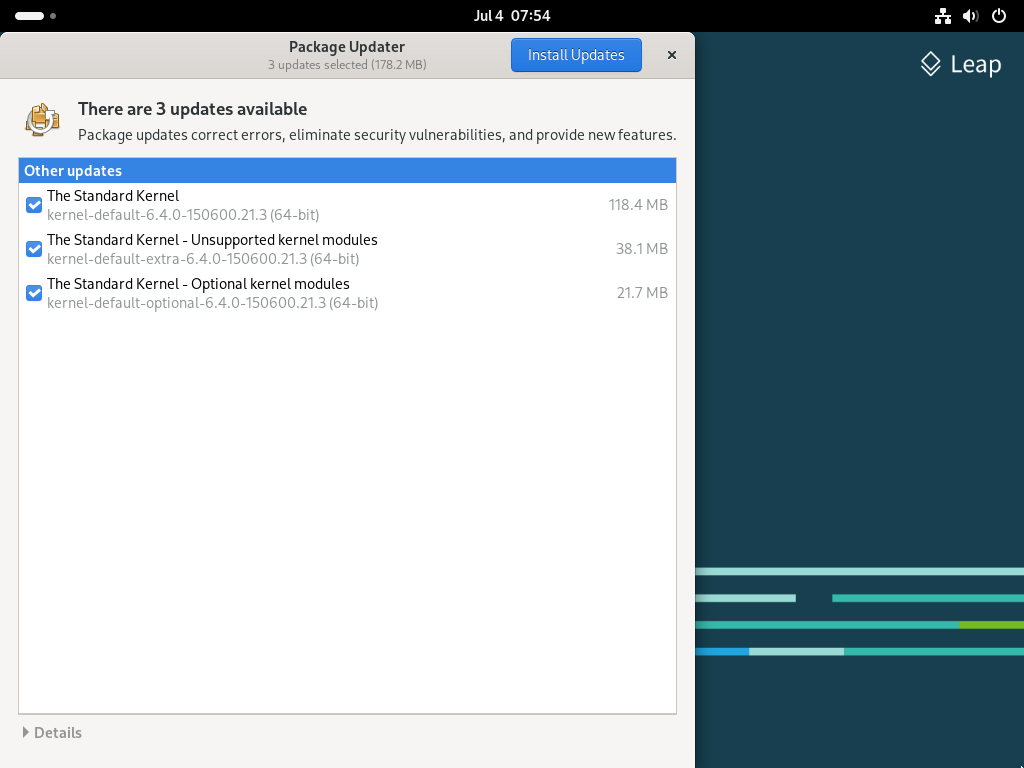 Jul 4 07:54
Package Updater
3 updates selected (178.2 MB)
Install Updates
Leap
There are 3 updates available
Package updates correct errors, eliminate security vulnerabilities, and provide new features.
Other updates
The Standard Kernel
kernel-default-6.4.0-150600.21.3 (64-bit)
118.4 MB
The Standard Kernel - Unsupported kernel modules
kernel-default-extra-6.4.0-150600.21.3 (64-bit)
38.1 MB
The Standard Kernel - Optional kernel modules
kernel-default-optional-6.4.0-150600.21.3 (64-bit)
21.7 MB
Details